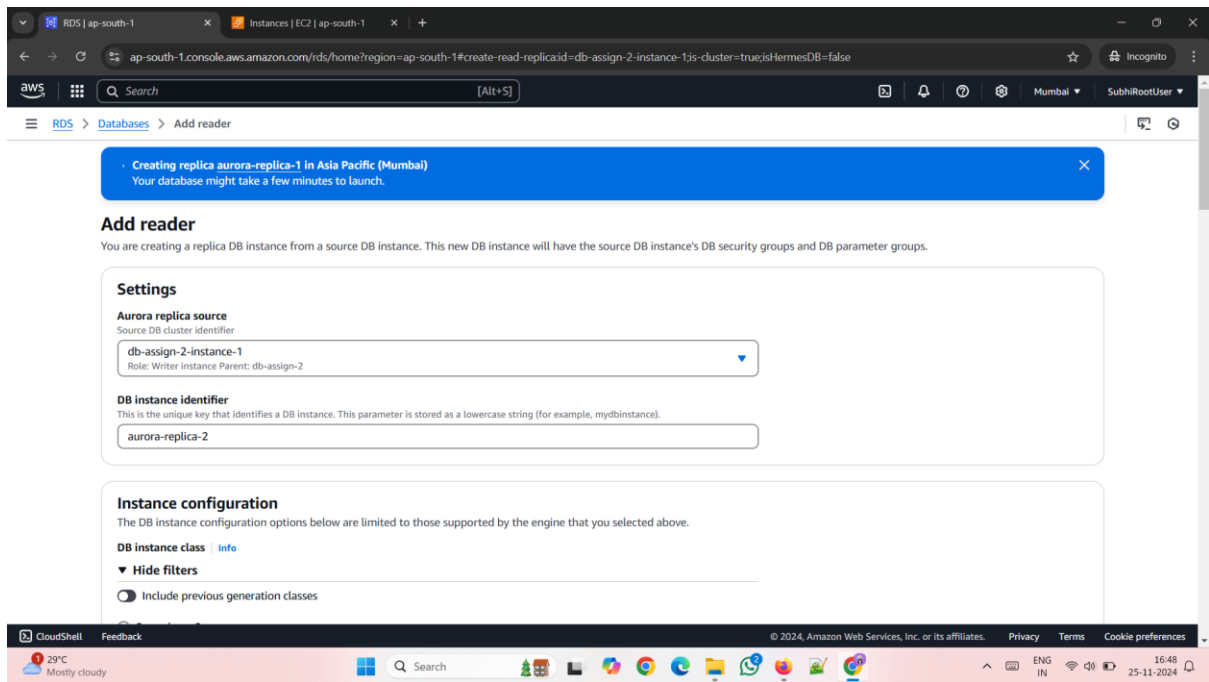 RDS | ap-south-1
Instances | EC2 | ap-south-1
ap-south-1.console.aws.amazon.com/rds/home?region=ap-south-1#create-read-replica:id=db-assign-2-instance-1;is-cluster=true;isHermesDB=false
Incognito
aws
Search
[Alt+S]
Mumbai
SubhiRootUser
RDS > Databases > Add reader
Creating replica aurora-replica-1 in Asia Pacific (Mumbai)
Your database might take a few minutes to launch.
Add reader
You are creating a replica DB instance from a source DB instance. This new DB instance will have the source DB instance's DB security groups and DB parameter groups.
Settings
Aurora replica source
Source DB cluster identifier
db-assign-2-instance-1
Role: Writer instance Parent: db-assign-2
DB instance identifier
This is the unique key that identifies a DB instance. This parameter is stored as a lowercase string (for example, mydbinstance).
aurora-replica-2
Instance configuration
The DB instance configuration options below are limited to those supported by the engine that you selected above.
DB instance class Info
Hide filters
Include previous generation classes
CloudShell Feedback © 2024, Amazon Web Services, Inc. or its affiliates. Privacy Terms Cookie preferences
1
29°C
Mostly cloudy
Search
2
ENG
IN
16:48
25-11-2024